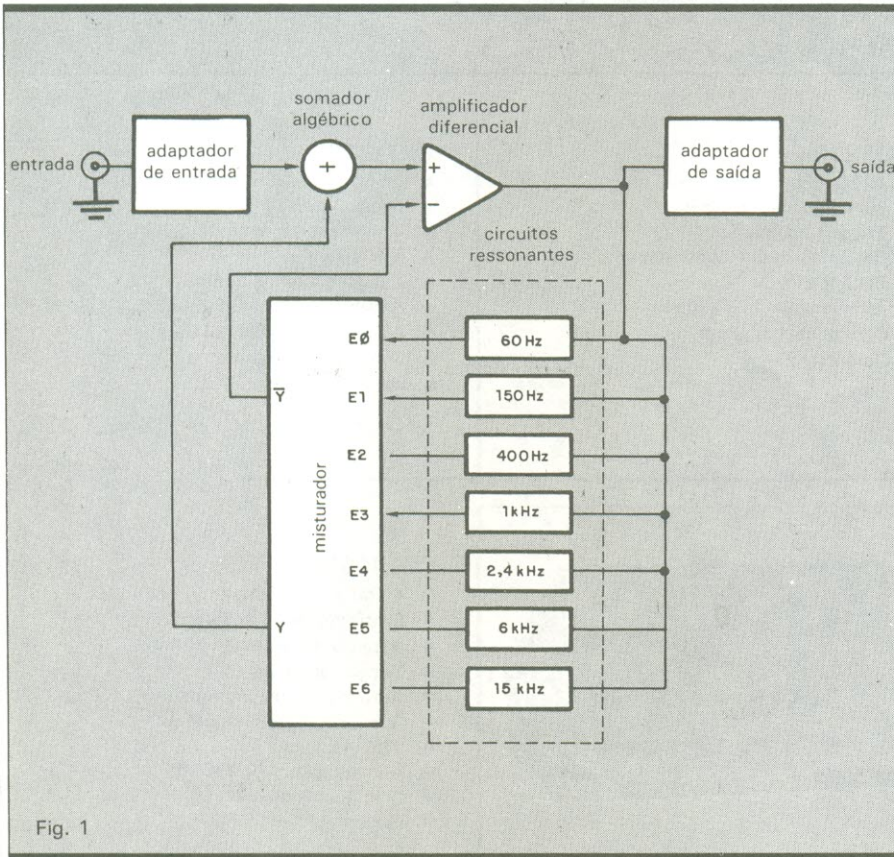 somador
algébrico
amplificador
diferencial
entrada
adaptador
de entrada
+
+
−
adaptador
de saída
saída
circuitos
ressonantes
misturador
Y̅
Y
EØ
60 Hz
E1
150 Hz
E2
400 Hz
E3
1 kHz
E4
2,4 kHz
E5
6 kHz
E6
15 kHz
Fig. 1